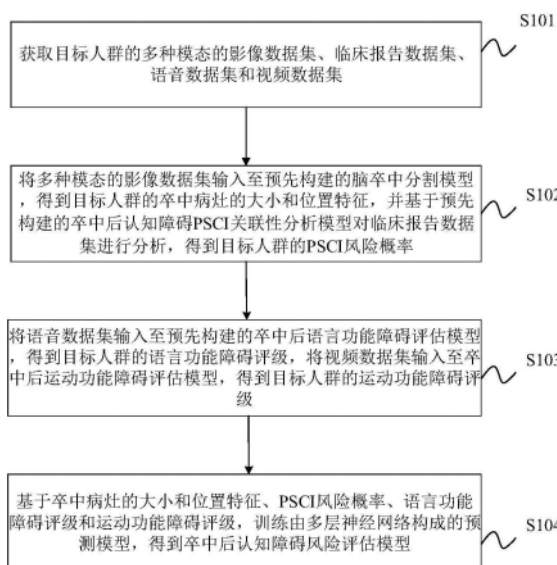 S101
获取目标人群的多种模态的影像数据集、临床报告数据集、
语音数据集和视频数据集
将多种模态的影像数据集输入至预先构建的脑卒中分割模型
，得到目标人群的卒中病灶的大小和位置特征，并基于预先
构建的卒中后认知障碍PSCI关联性分析模型对临床报告数据
集进行分析，得到目标人群的PSCI风险概率
S102
将语音数据集输入至预先构建的卒中后语言功能障碍评估模型
，得到目标人群的语言功能障碍评级，将视频数据集输入至卒
中后运动功能障碍评估模型，得到目标人群的运动功能障碍评
级
S103
基于卒中病灶的大小和位置特征、PSCI风险概率、语言功能
障碍评级和运动功能障碍评级，训练由多层神经网络构成的预
测模型，得到卒中后认知障碍风险评估模型
S104